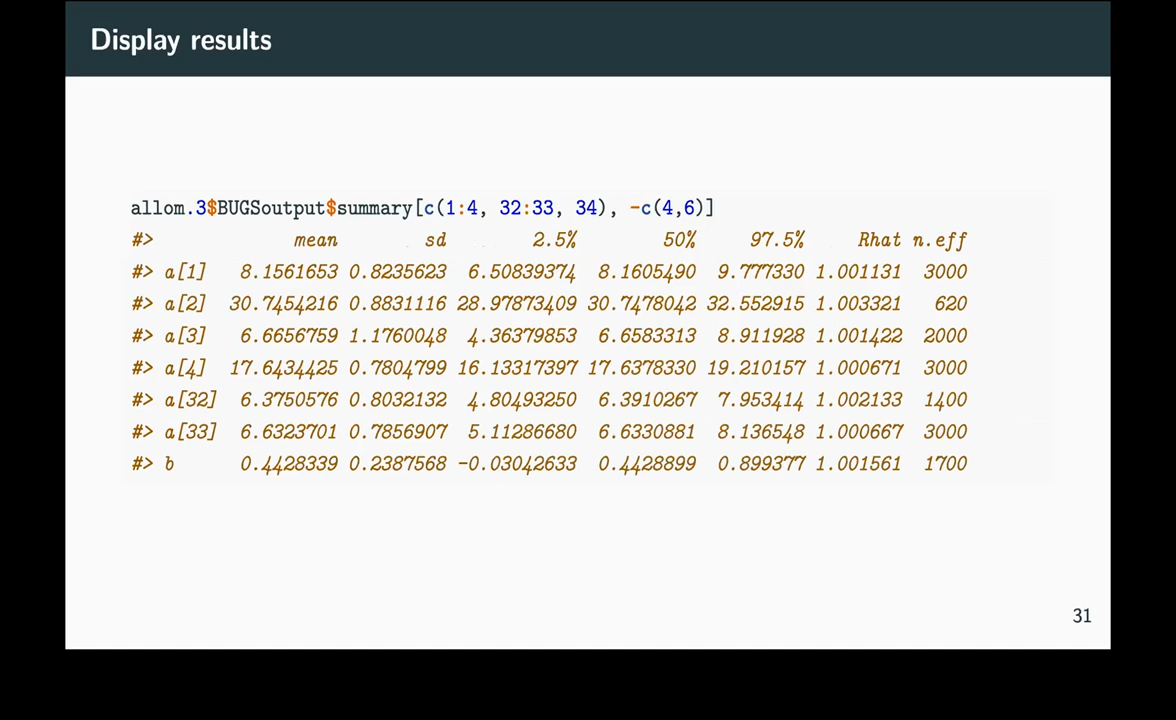 Display results
allom.3$BUGSoutput$summary[c(1:4, 32:33, 34), -c(4,6)]
#> mean sd 2.5% 50% 97.5% Rhat n.eff
#> a[1] 8.1561653 0.8235623 6.50839374 8.1605490 9.777330 1.001131 3000
#> a[2] 30.7454216 0.8831116 28.97873409 30.7478042 32.552915 1.003321 620
#> a[3] 6.6656759 1.1760048 4.36379853 6.6583313 8.911928 1.001422 2000
#> a[4] 17.6434425 0.7804799 16.13317397 17.6378330 19.210157 1.000671 3000
#> a[32] 6.3750576 0.8032132 4.80493250 6.3910267 7.953414 1.002133 1400
#> a[33] 6.6323701 0.7856907 5.11286680 6.6330881 8.136548 1.000667 3000
#> b 0.4428339 0.2387568 -0.03042633 0.4428899 0.899377 1.001561 1700
31